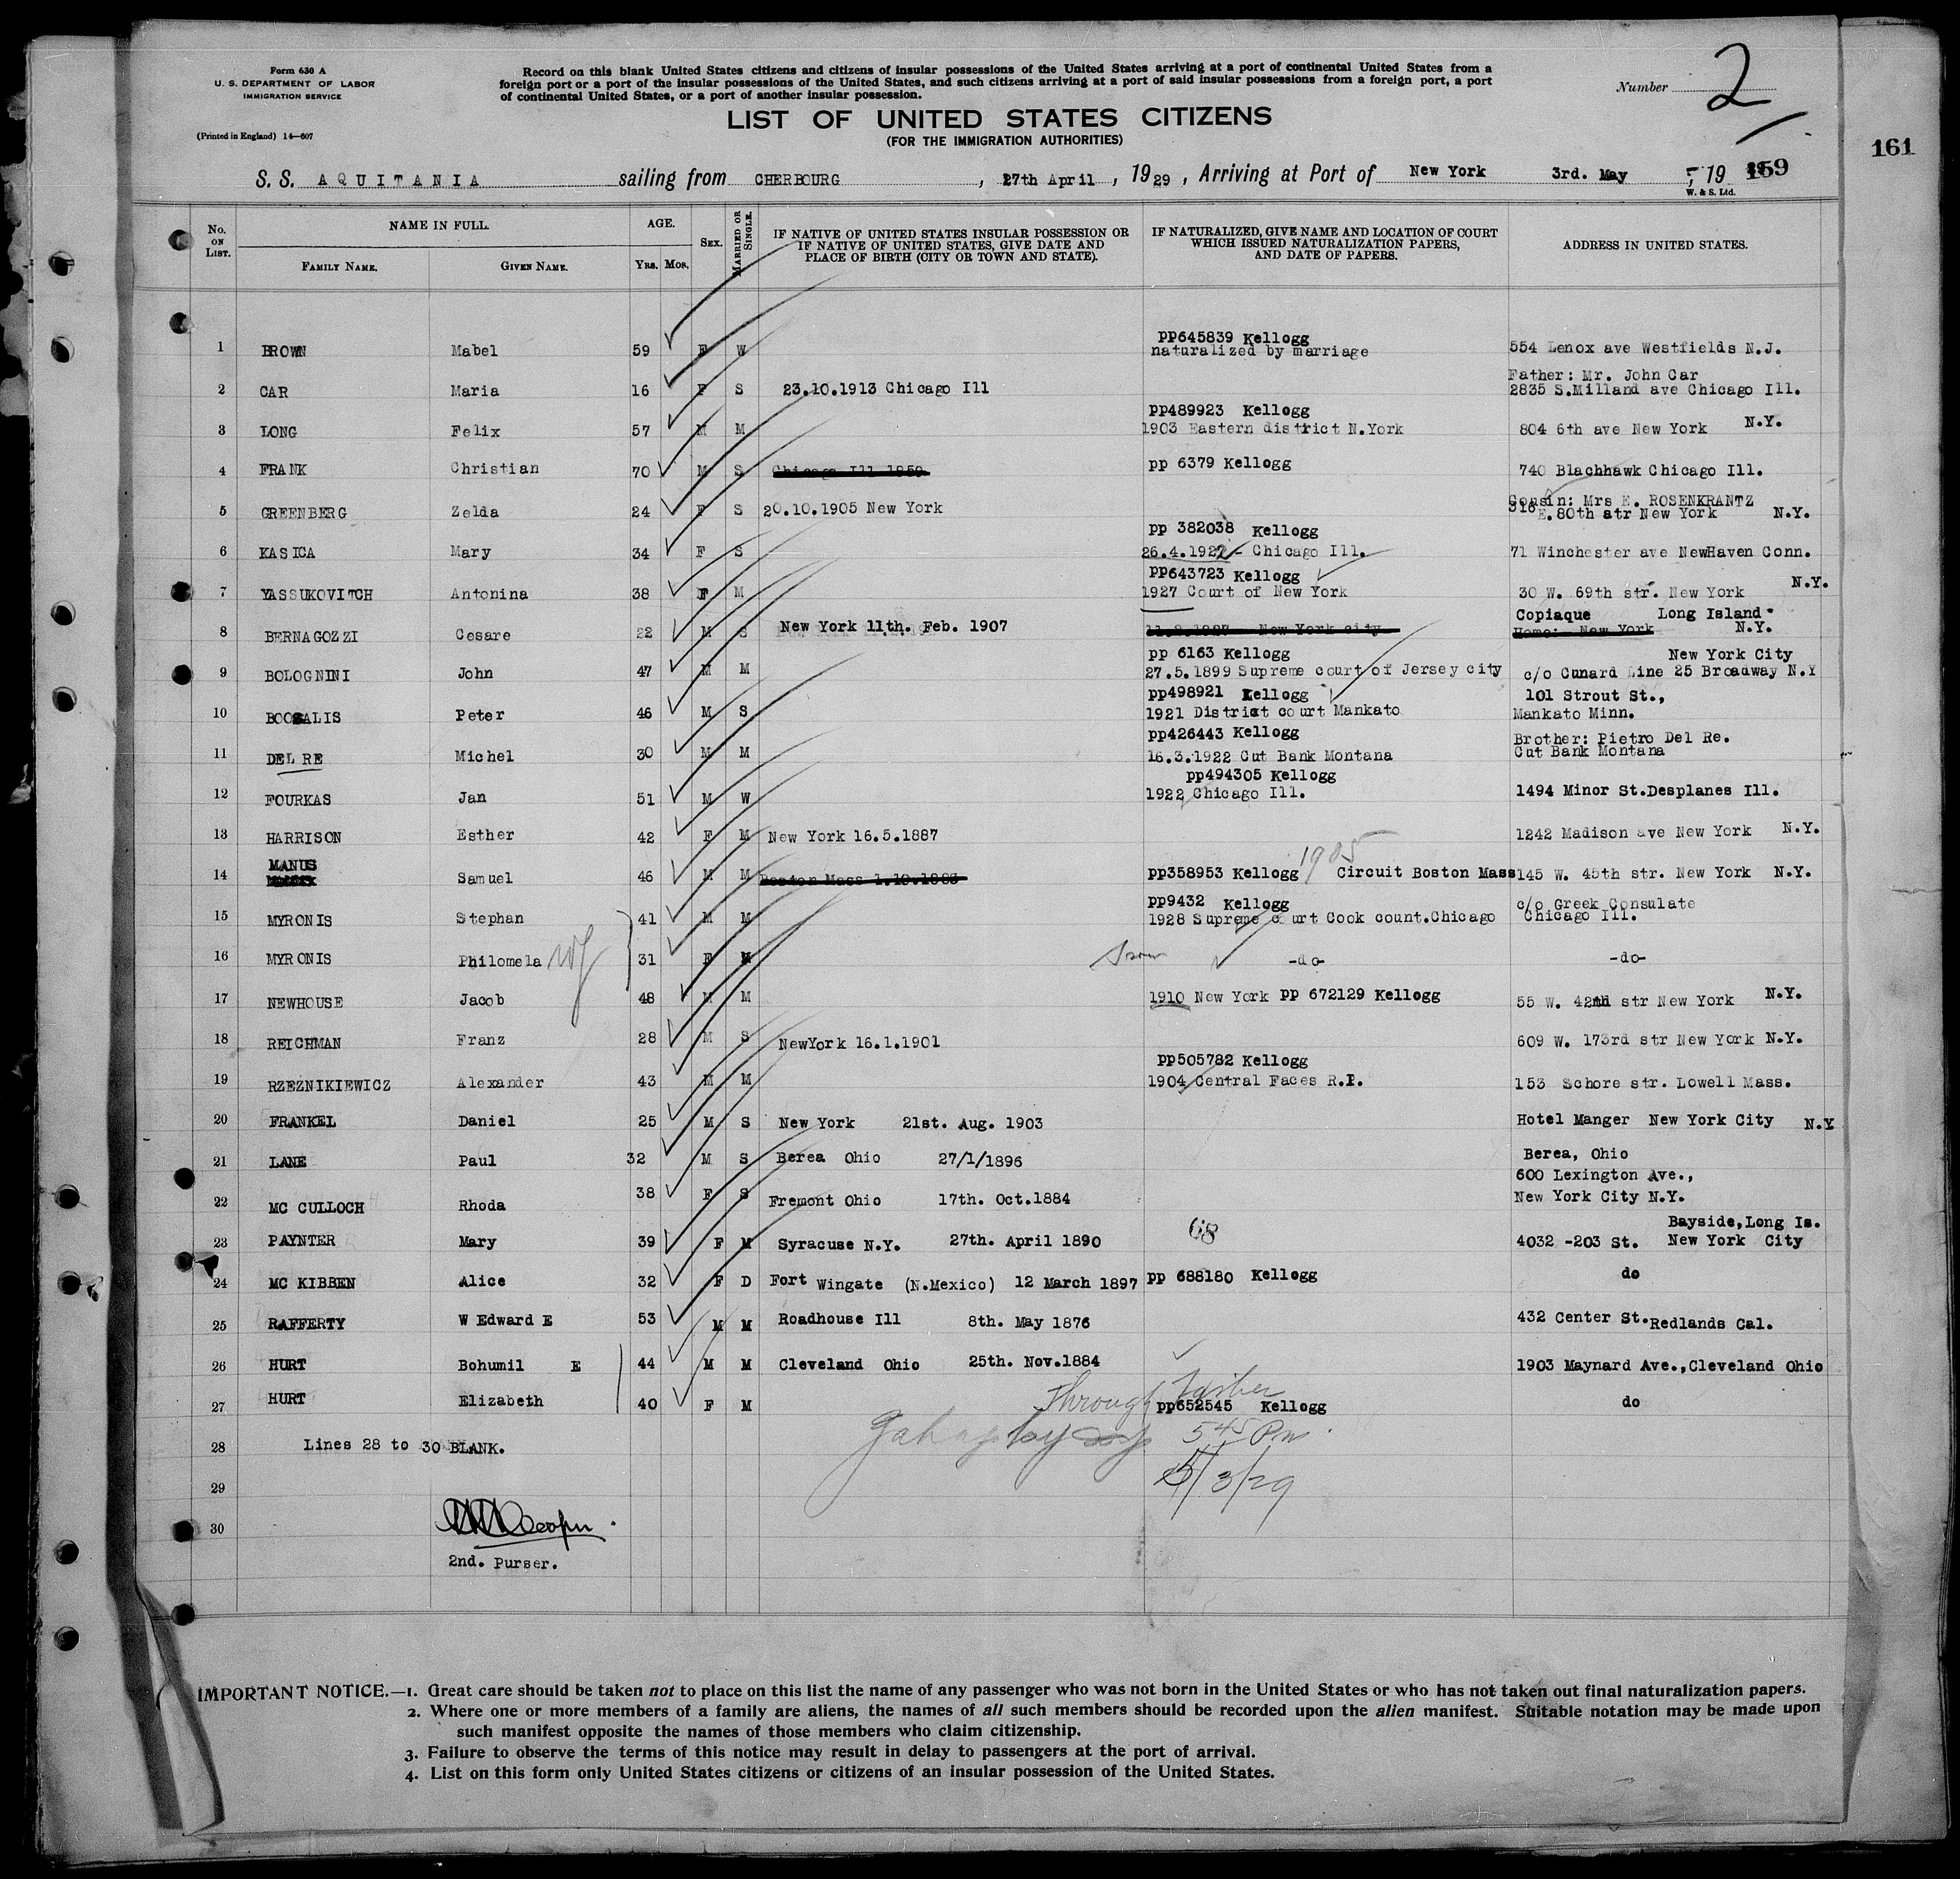 Form 630 A
U. S. DEPARTMENT OF LABOR
IMMIGRATION SERVICE
(Printed in England) 14—607
Record on this blank United States citizens and citizens of insular possessions of the United States arriving at a port of continental United States from a
foreign port or a port of the insular possessions of the United States, and such citizens arriving at a port of said insular possessions from a foreign port, a port
of continental United States, or a port of another insular possession.
Number 2
LIST OF UNITED STATES CITIZENS
(FOR THE IMMIGRATION AUTHORITIES)
161
S. S. AQUITANIA sailing from CHERBOURG, 27th April, 1929, Arriving at Port of New York 3rd. May, 19 159
W. & S. Ltd.
No. ON LIST. NAME IN FULL. FAMILY NAME. GIVEN NAME. AGE. YRS. MOS. SEX. MARRIED OR SINGLE. IF NATIVE OF UNITED STATES INSULAR POSSESSION OR IF NATIVE OF UNITED STATES, GIVE DATE AND PLACE OF BIRTH (CITY OR TOWN AND STATE). IF NATURALIZED, GIVE NAME AND LOCATION OF COURT WHICH ISSUED NATURALIZATION PAPERS, AND DATE OF PAPERS. ADDRESS IN UNITED STATES.
PP645839 Kellogg
1 BROWN Mabel 59 F W naturalized by marriage 554 Lenox ave Westfields N.J.
Father: Mr. John Car
2 CAR Maria 16 F S 23.10.1913 Chicago Ill 2835 S.Milland ave Chicago Ill.
PP489923 Kellogg
3 LONG Felix 57 M M 1903 Eastern district N.York 804 6th ave New York N.Y.
4 FRANK Christian 70 M S Chicago Ill 1859 pp 6379 Kellogg 740 Blachhawk Chicago Ill.
Cousin: Mrs E. ROSENKRANTZ
5 GREENBERG Zelda 24 F S 20.10.1905 New York 316 E. 80th str New York N.Y.
pp 382038 Kellogg
6 KASICA Mary 34 F S 26.4.1922 - Chicago Ill. 71 Winchester ave NewHaven Conn.
PP643723 Kellogg
7 YASSUKOVITCH Antonina 38 F M 1927 Court of New York 30 W. 69th str. New York N.Y.
Copiaque Long Island
8 BERNAGOZZI Cesare 22 M S New York 11th. Feb. 1907 11.2.1927 New York city Home: New York N.Y.
pp 6163 Kellogg New York City
9 BOLOGNINI John 47 M M 27.5.1899 Supreme court of Jersey city c/o Cunard Line 25 Broadway N.Y
pp498921 Kellogg 101 Strout St.,
10 BOOSALIS Peter 46 M S 1921 District court Mankato Mankato Minn.
pp426443 Kellogg Brother: Pietro Del Re.
11 DEL RE Michel 30 M M 16.3.1922 Cut Bank Montana Cut Bank Montana
pp494305 Kellogg
12 FOURKAS Jan 51 M W 1922 Chicago Ill. 1494 Minor St.Desplanes Ill.
13 HARRISON Esther 42 F M New York 16.5.1887 1242 Madison ave New York N.Y.
MANUS 1905
14 Samuel 46 M M Boston Mass 1.10.1883 PP358953 Kellogg Circuit Boston Mass 145 W. 45th str. New York N.Y.
PP9432 Kellogg c/o Greek Consulate
15 MYRONIS Stephan 41 M M 1928 Supreme court Cook count.Chicago Chicago Ill.
16 MYRONIS Philomela wf 31 F M -do- -do-
17 NEWHOUSE Jacob 48 M M 1910 New York PP 672129 Kellogg 55 W. 42nd str New York N.Y.
18 REICHMAN Franz 28 M S NewYork 16.1.1901 609 W. 173rd str New York N.Y.
PP505782 Kellogg
19 RZEZNIKIEWICZ Alexander 43 M M 1904 Central Faces R.I. 153 Schore str. Lowell Mass.
20 FRANKEL Daniel 25 M S New York 21st. Aug. 1903 Hotel Manger New York City N.Y
21 LANE Paul 32 M S Berea Ohio 27/1/1896 Berea, Ohio
600 Lexington Ave.,
22 MC CULLOCH Rhoda 38 F S Fremont Ohio 17th. Oct.1884 New York City N.Y.
68 Bayside,Long Is.
23 PAYNTER Mary 39 F M Syracuse N.Y. 27th. April 1890 4032 -203 St. New York City
24 MC KIBBEN Alice 32 F D Fort Wingate (N.Mexico) 12 March 1897 pp 688180 Kellogg do
25 RAFFERTY W Edward E 53 M M Roadhouse Ill 8th. May 1876 432 Center St.Redlands Cal.
26 HURT Bohumil E 44 M M Cleveland Ohio 25th. Nov.1884 1903 Maynard Ave.,Cleveland Ohio
Through
27 HURT Elizabeth 40 F M pp652545 Kellogg do
28 Lines 28 to 30 BLANK. 5 45 Pm
29 5/3/29
30
2nd. Purser.
IMPORTANT NOTICE.—1. Great care should be taken not to place on this list the name of any passenger who was not born in the United States or who has not taken out final naturalization papers.
2. Where one or more members of a family are aliens, the names of all such members should be recorded upon the alien manifest. Suitable notation may be made upon
such manifest opposite the names of those members who claim citizenship.
3. Failure to observe the terms of this notice may result in delay to passengers at the port of arrival.
4. List on this form only United States citizens or citizens of an insular possession of the United States.